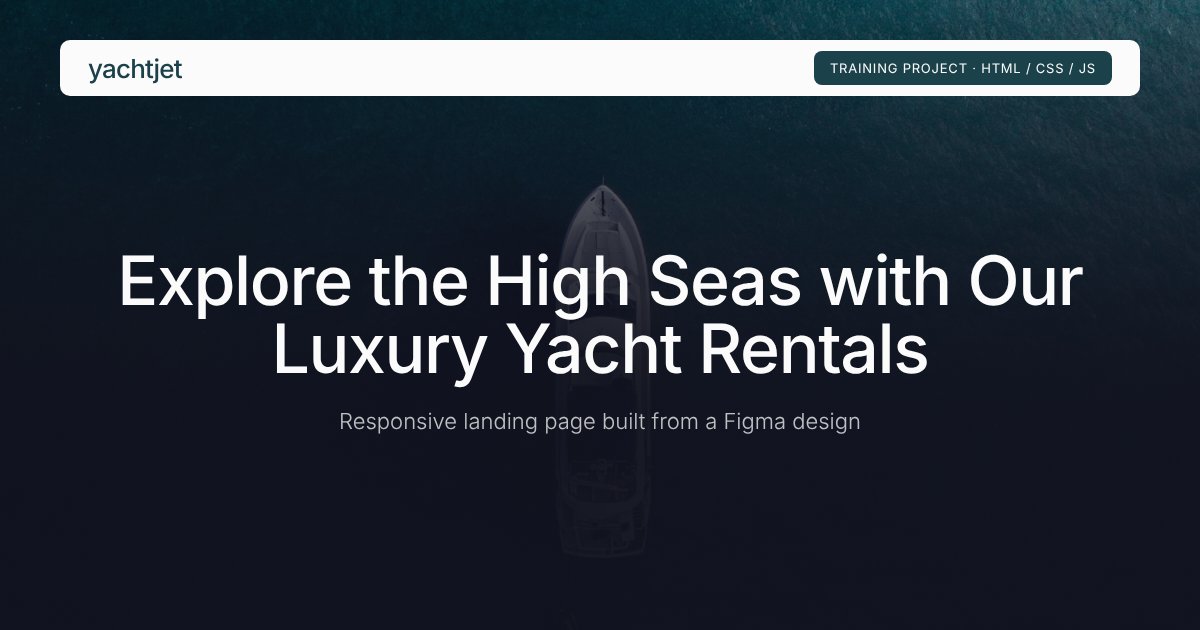 yachtjet
TRAINING PROJECT · HTML / CSS / JS
Explore the High Seas with Our
Luxury Yacht Rentals
Responsive landing page built from a Figma design